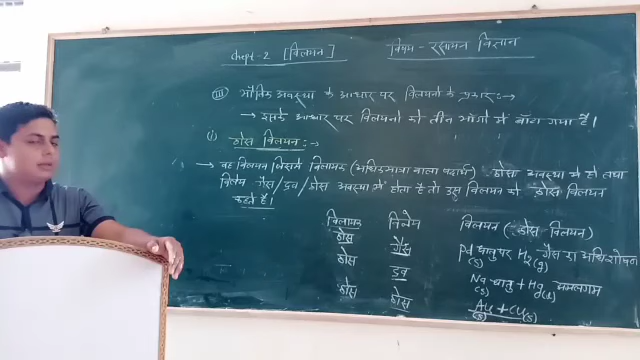 chept-2 [विलयन] विषय - रसायन विज्ञान
(III) भौतिक अवस्था के आधार पर विलयनों के प्रकार:→
→ इसके आधार पर विलयनों को तीन भागों में बाँटा गया है।
(i) ठोस विलयन:→
→ वह विलयन जिसमें विलायक (अधिक मात्रा वाला पदार्थ) ठोस अवस्था में हो तथा
विलेय गैस/द्रव/ठोस अवस्था में होता है तो उस विलयन को ठोस विलयन
कहते है।
विलायक विलेय विलयन (ठोस विलयन)
ठोस गैस Pd धातु पर H2 गैस का अधिशोषण
(s) (g)
ठोस द्रव Na धातु + Hg अमलगम
(s) (l)
ठोस ठोस Au + Cu
(s) (s)